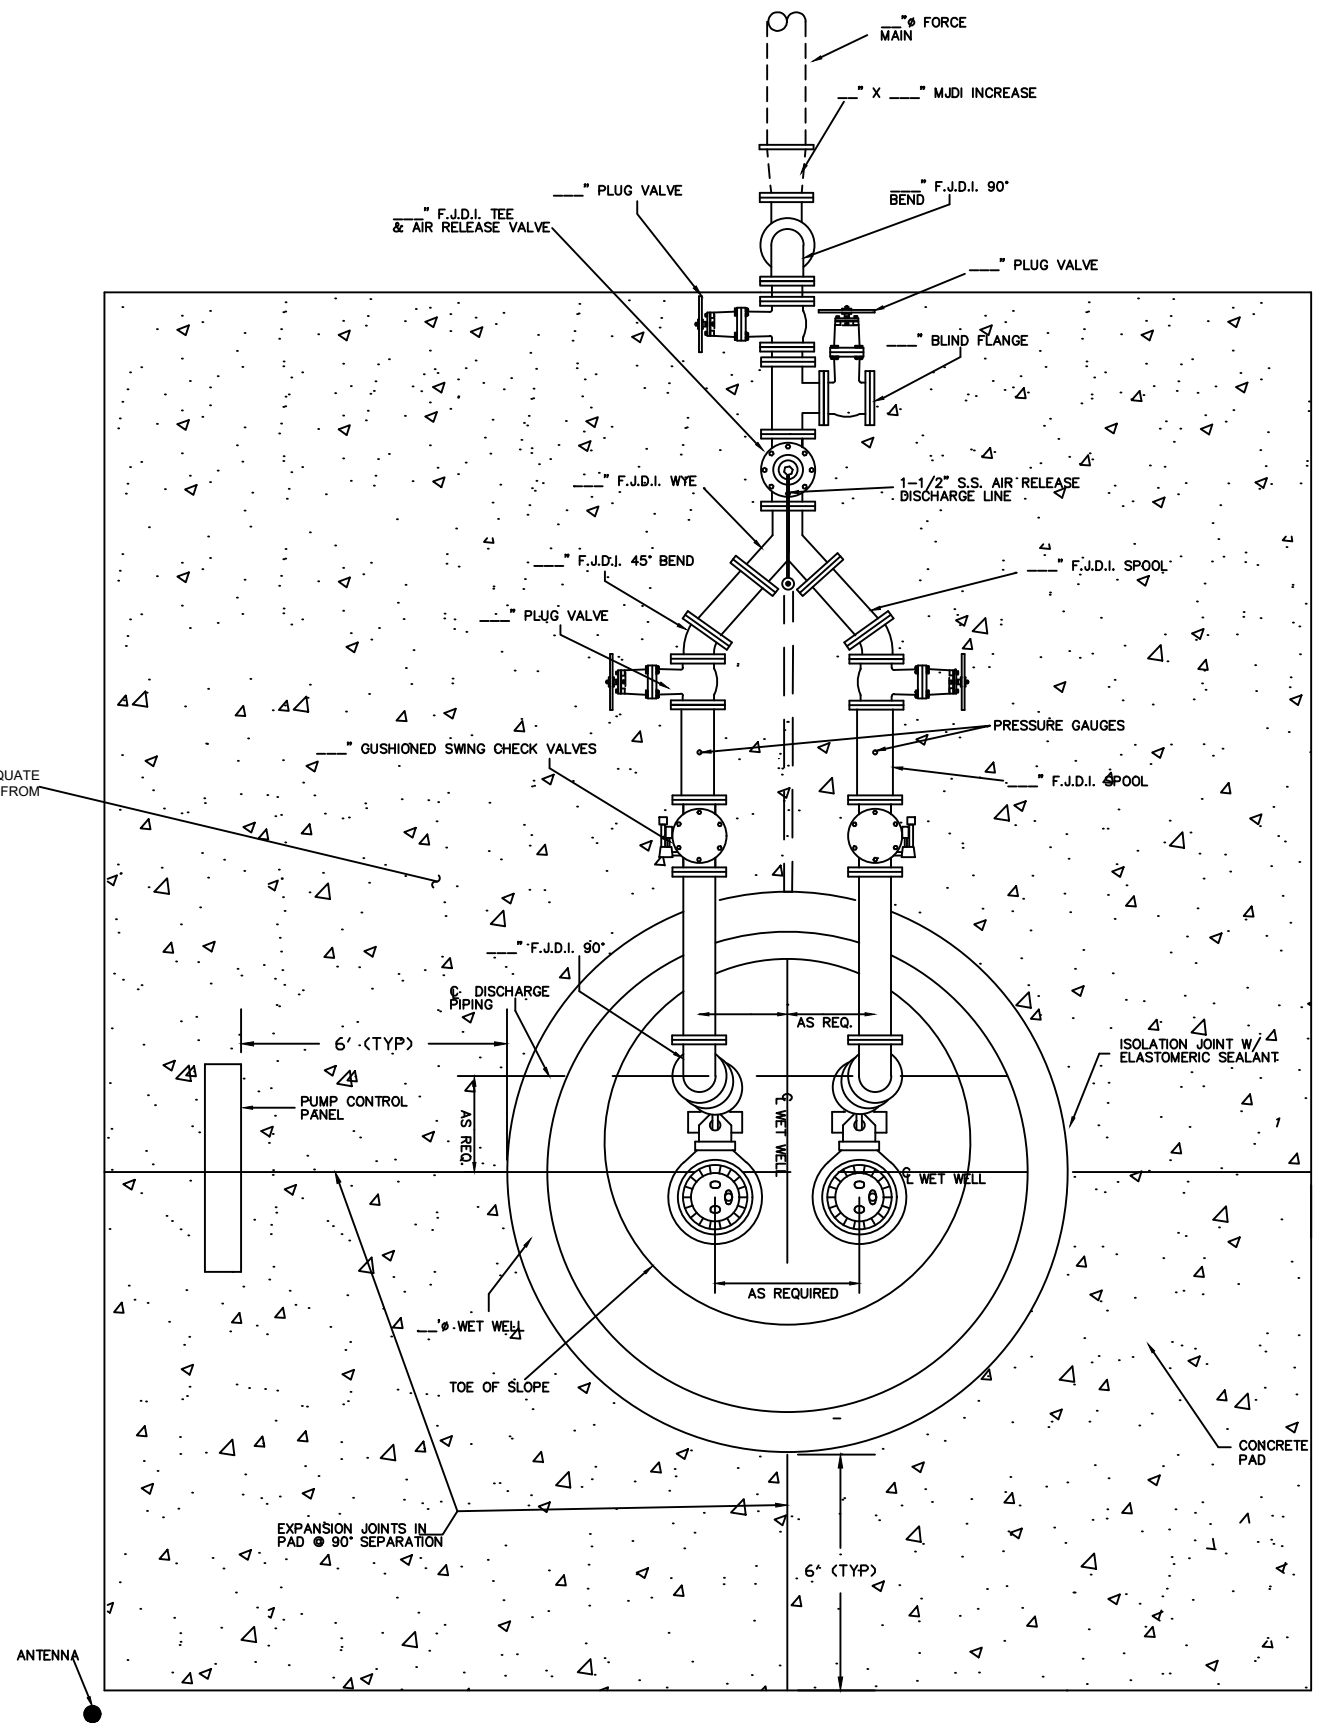 __"ø FORCE
MAIN
__" X ___" MJDI INCREASE
___" PLUG VALVE
___" F.J.D.I. 90°
BEND
___" F.J.D.I. TEE
& AIR RELEASE VALVE
___" PLUG VALVE
___" BLIND FLANGE
___" F.J.D.I. WYE
1-1/2" S.S. AIR RELEASE
DISCHARGE LINE
___" F.J.D.I. 45° BEND
___" F.J.D.I. SPOOL
___" PLUG VALVE
PRESSURE GAUGES
___" GUSHIONED SWING CHECK VALVES
___" F.J.D.I. SPOOL
QUATE
FROM
___" F.J.D.I. 90°
℄ DISCHARGE
PIPING
AS REQ.
6' (TYP)
ISOLATION JOINT W/
ELASTOMERIC SEALANT
PUMP CONTROL
PANEL
AS REQ.
℄ WET WELL
℄ WET WELL
AS REQUIRED
__'ø WET WELL
TOE OF SLOPE
CONCRETE
PAD
EXPANSION JOINTS IN
PAD @ 90° SEPARATION
6' (TYP)
ANTENNA